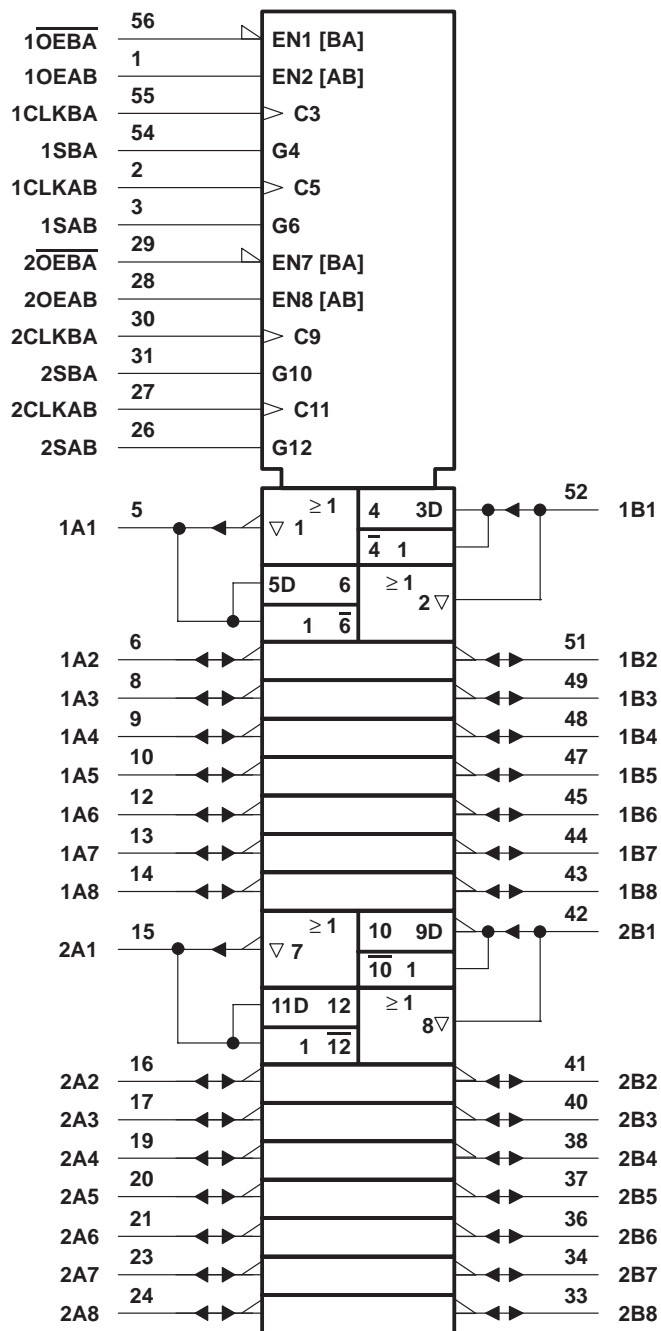 1O̅E̅B̅A̅ 56 EN1 [BA]
1OEAB 1 EN2 [AB]
1CLKBA 55 C3
1SBA 54 G4
1CLKAB 2 C5
1SAB 3 G6
2O̅E̅B̅A̅ 29 EN7 [BA]
2OEAB 28 EN8 [AB]
2CLKBA 30 C9
2SBA 31 G10
2CLKAB 27 C11
2SAB 26 G12
1A1 5 ≥ 1 ▽ 1 4 3D 52 1B1
4̅ 1
5D 6 ≥ 1 2 ▽
1 6̅
1A2 6 51 1B2
1A3 8 49 1B3
1A4 9 48 1B4
1A5 10 47 1B5
1A6 12 45 1B6
1A7 13 44 1B7
1A8 14 43 1B8
2A1 15 ≥ 1 ▽ 7 10 9D 42 2B1
1̅0̅ 1
11D 12 ≥ 1 8 ▽
1 1̅2̅
2A2 16 41 2B2
2A3 17 40 2B3
2A4 19 38 2B4
2A5 20 37 2B5
2A6 21 36 2B6
2A7 23 34 2B7
2A8 24 33 2B8